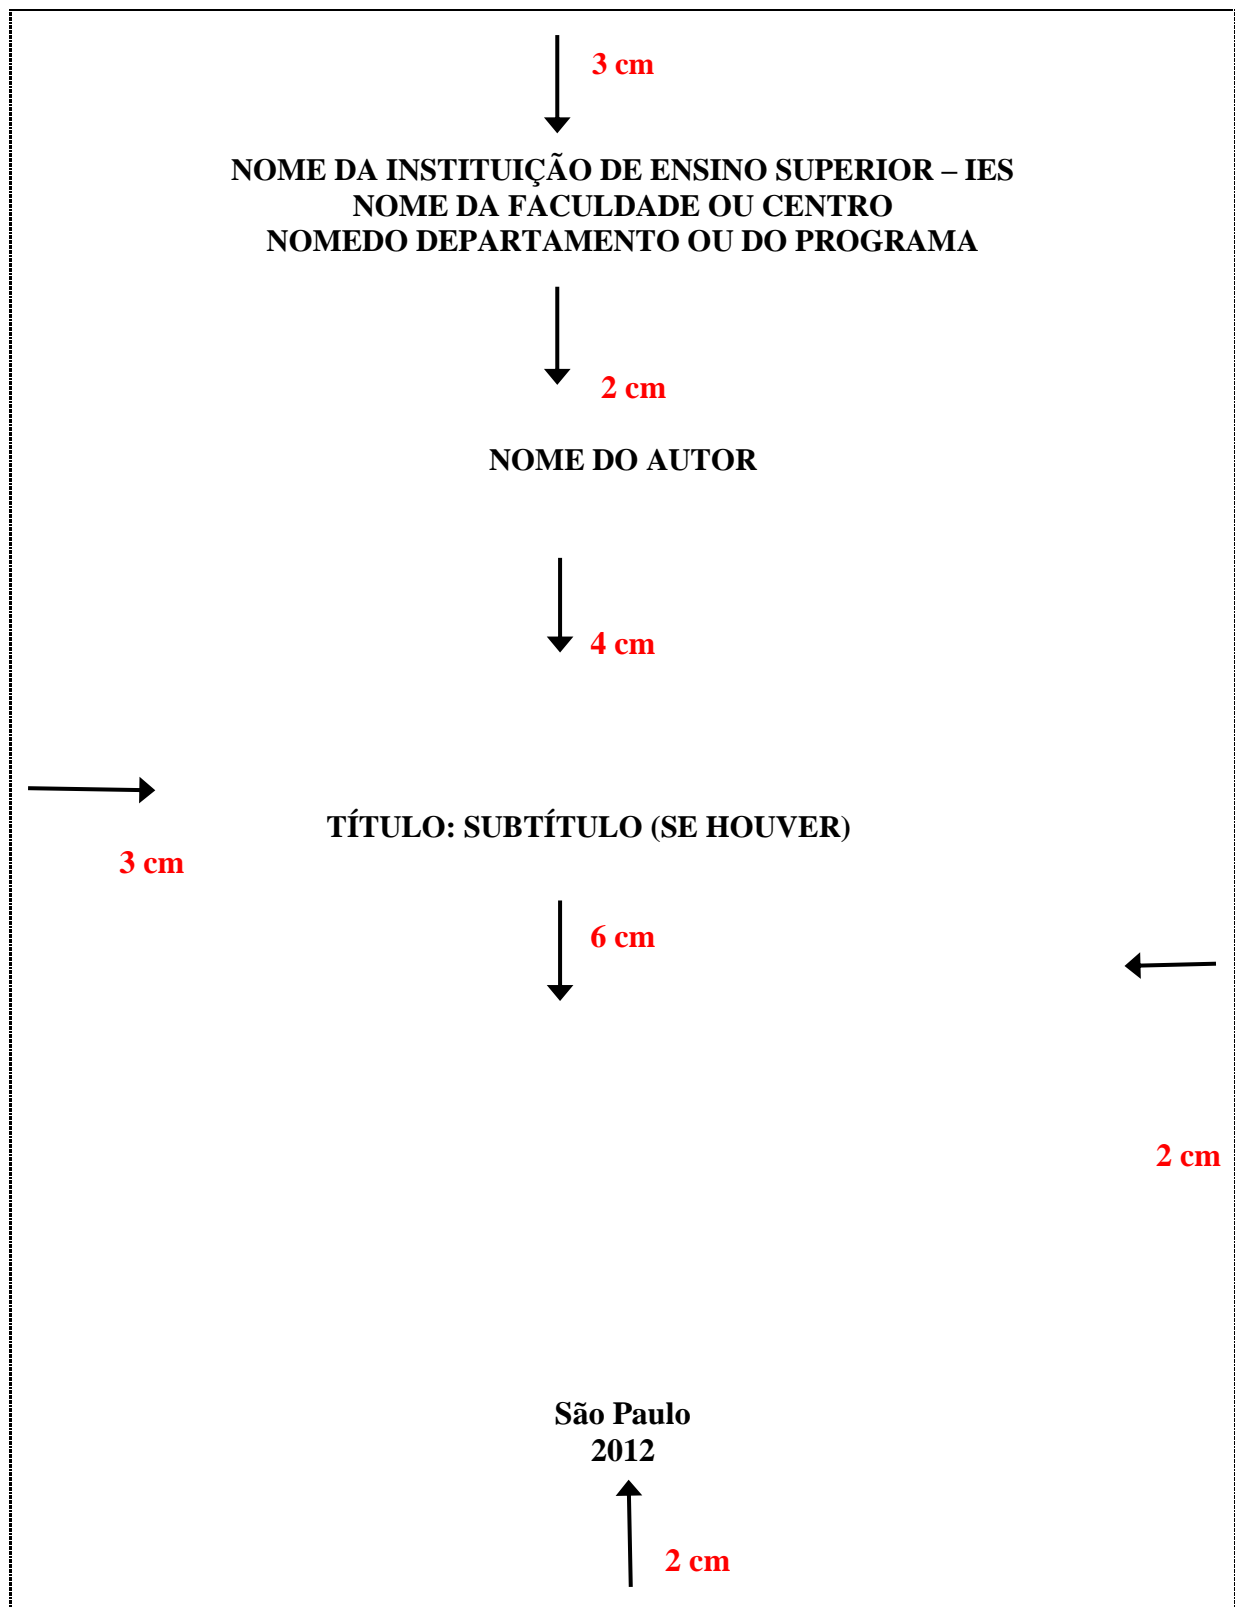 3 cm
NOME DA INSTITUIÇÃO DE ENSINO SUPERIOR – IES
NOME DA FACULDADE OU CENTRO
NOMEDO DEPARTAMENTO OU DO PROGRAMA
2 cm
NOME DO AUTOR
4 cm
TÍTULO: SUBTÍTULO (SE HOUVER)
3 cm
6 cm
2 cm
São Paulo
2012
2 cm